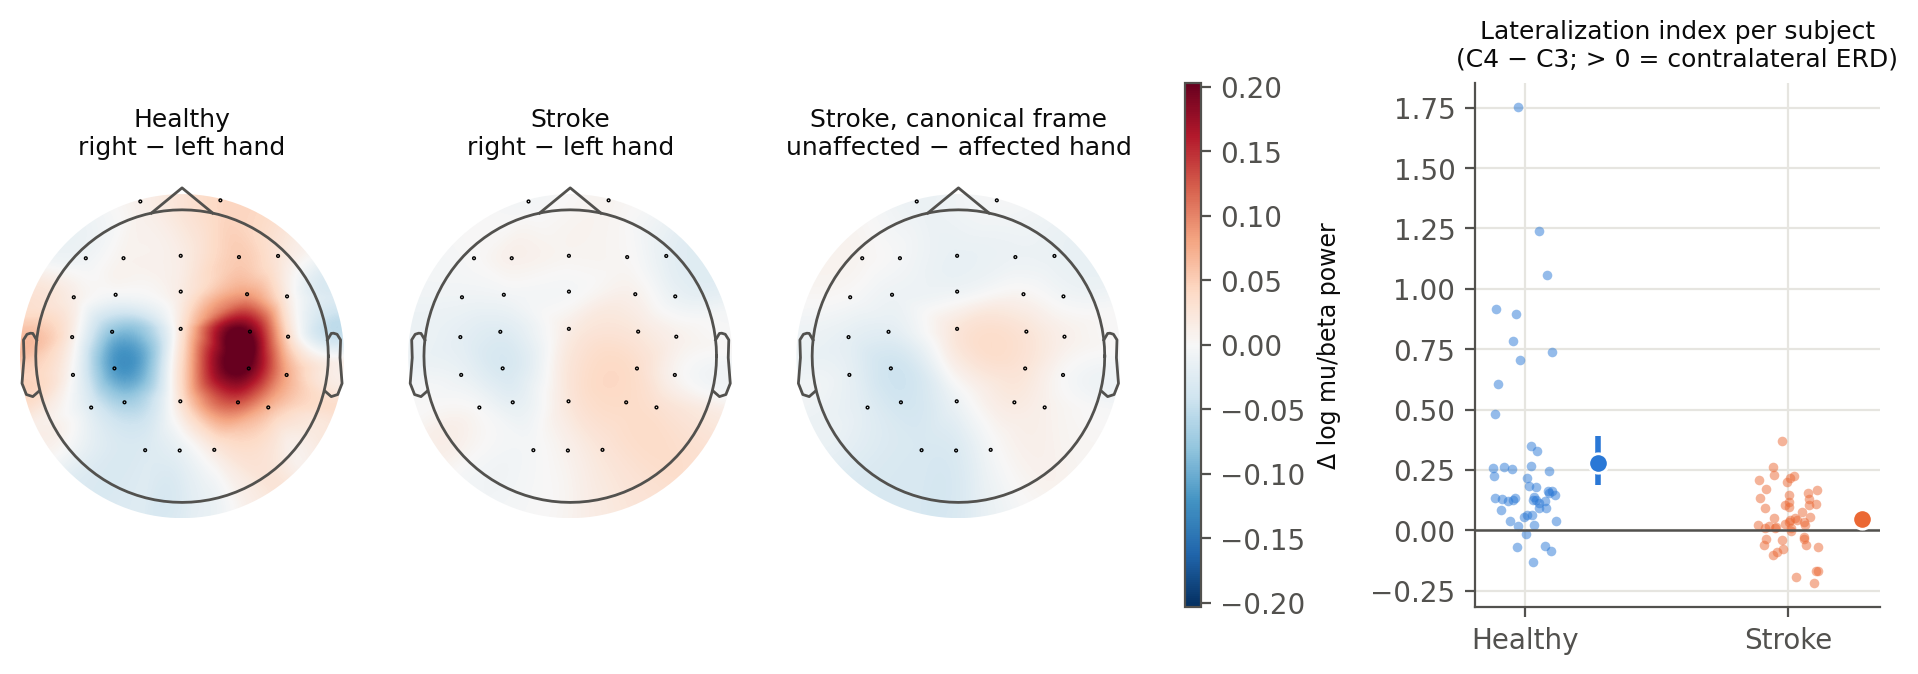 Healthy
right − left hand
Stroke
right − left hand
Stroke, canonical frame
unaffected − affected hand
0.20
0.15
0.10
0.05
0.00
−0.05
−0.10
−0.15
−0.20
Δ log mu/beta power
Lateralization index per subject
(C4 − C3; > 0 = contralateral ERD)
1.75
1.50
1.25
1.00
0.75
0.50
0.25
0.00
−0.25
Healthy
Stroke